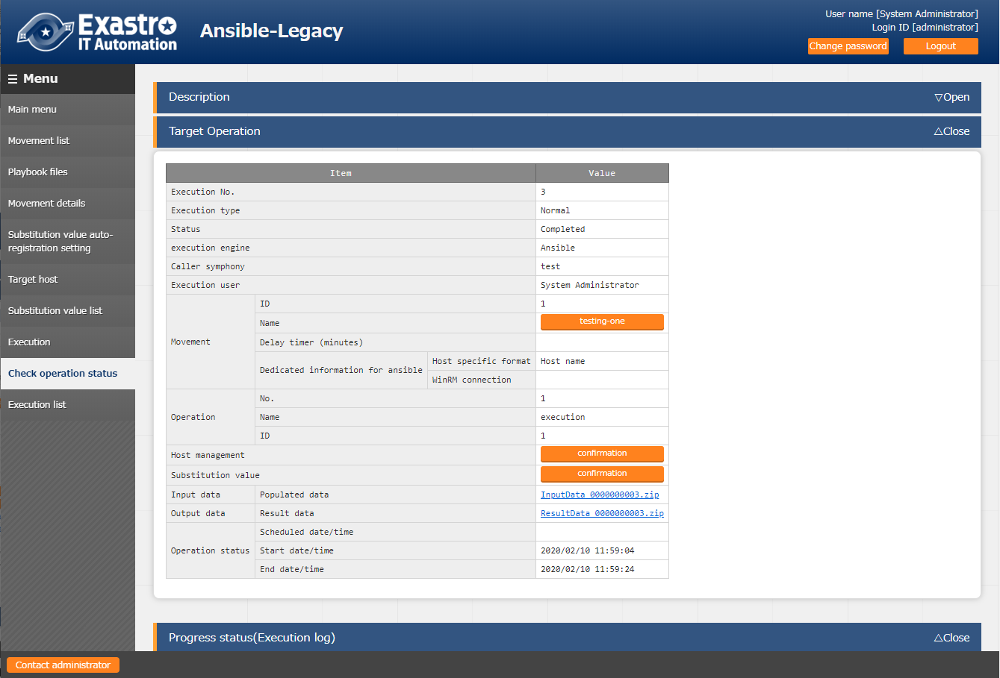 Exastro
IT Automation
Ansible-Legacy
User name [System Administrator]
Login ID [administrator]
Change password
Logout
☰ Menu
Main menu
Movement list
Playbook files
Movement details
Substitution value auto-
registration setting
Target host
Substitution value list
Execution
Check operation status
Execution list
Contact administrator
Description ▽Open
Target Operation △Close
Item Value
Execution No. 3
Execution type Normal
Status Completed
execution engine Ansible
Caller symphony test
Execution user System Administrator
Movement
ID 1
Name testing-one
Delay timer (minutes)
Dedicated information for ansible
Host specific format Host name
WinRM connection
Operation
No. 1
Name execution
ID 1
Host management confirmation
Substitution value confirmation
Input data Populated data InputData_0000000003.zip
Output data Result data ResultData_0000000003.zip
Operation status
Scheduled date/time
Start date/time 2020/02/10 11:59:04
End date/time 2020/02/10 11:59:24
Progress status(Execution log) △Close